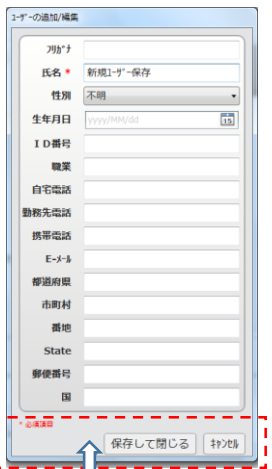 ﾕｰｻﾞｰの追加/編集
ﾌﾘｶﾞﾅ
氏名 * 新規ﾕｰｻﾞｰ保存
性別 不明
生年月日 yyyy/MM/dd 15
ＩＤ番号
職業
自宅電話
勤務先電話
携帯電話
E-ﾒｰﾙ
都道府県
市町村
番地
State
郵便番号
国
* 必須項目
保存して閉じる ｷｬﾝｾﾙ